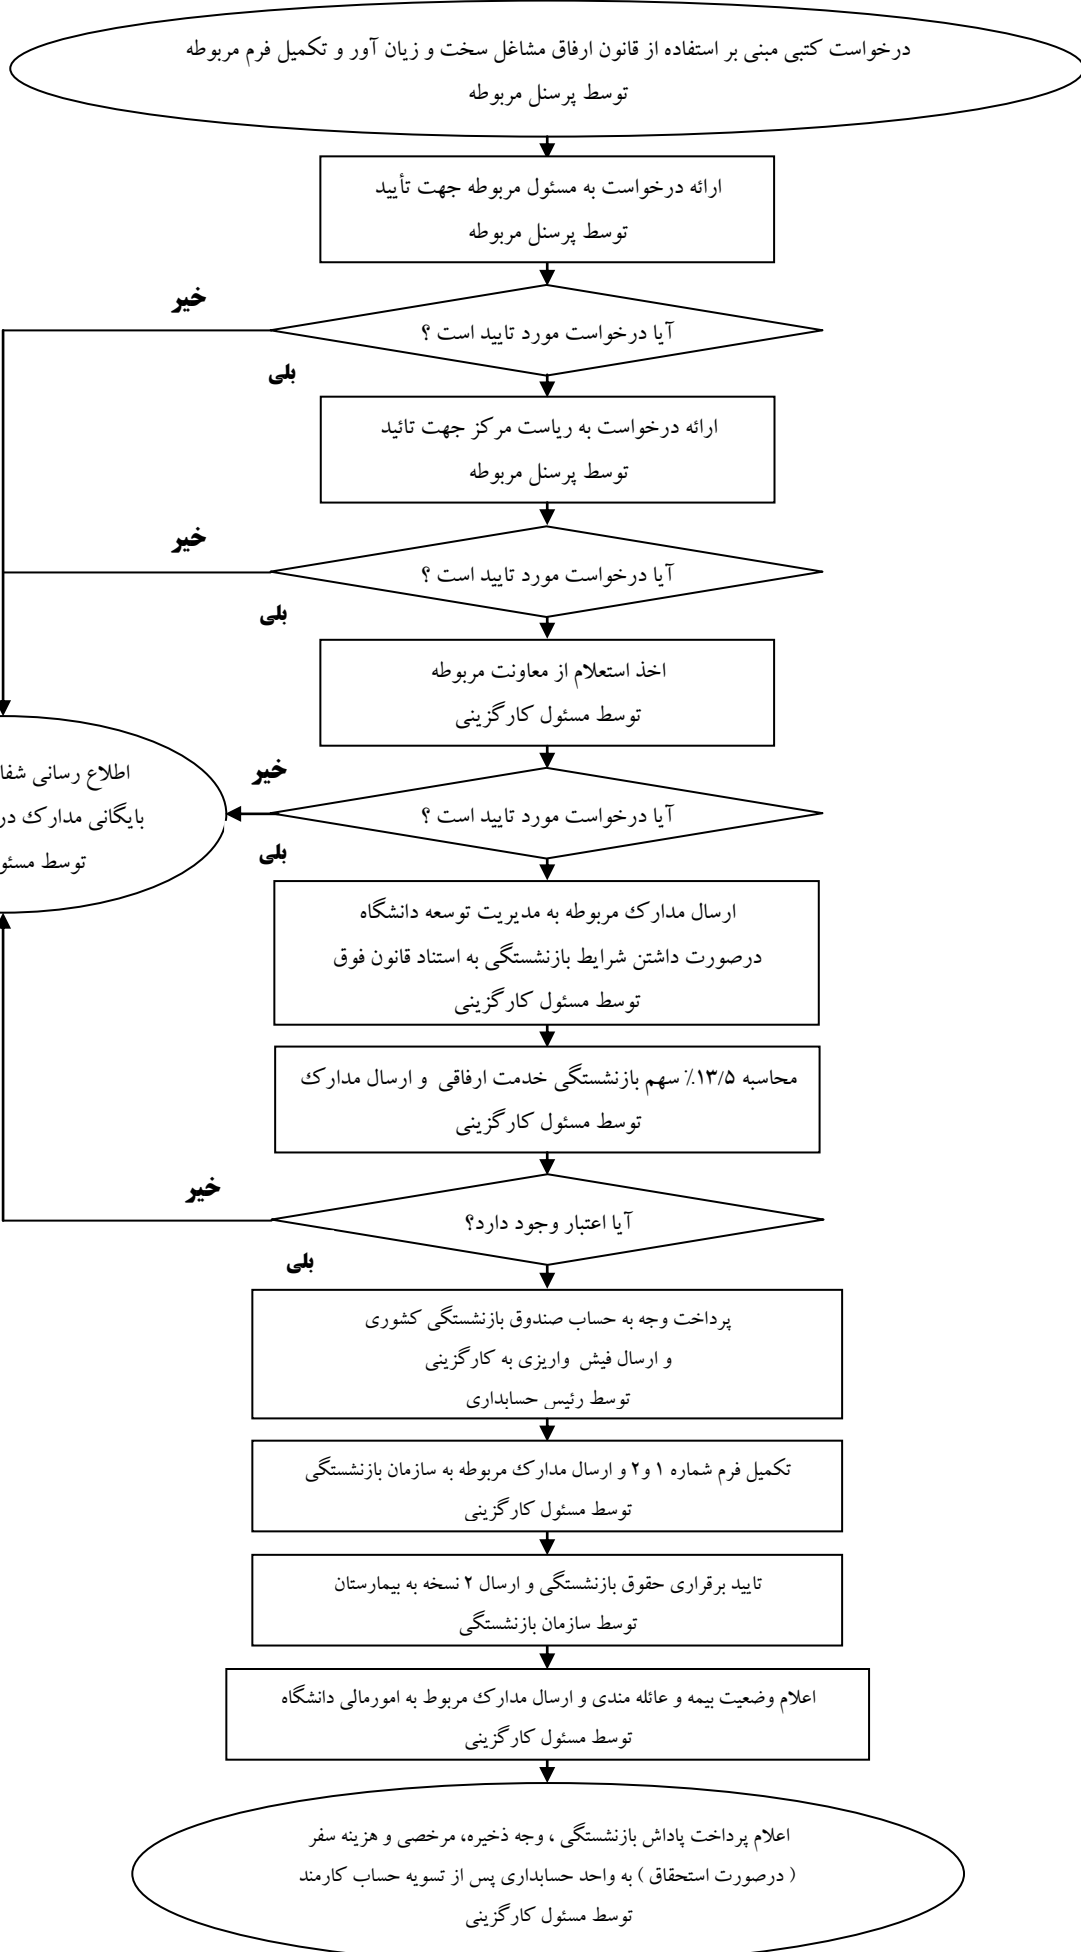 درخواست کتبی مبنی بر استفاده از قانون ارفاق مشاغل سخت و زیان آور و تکمیل فرم مربوطه
توسط پرسنل مربوطه
ارائه درخواست به مسئول مربوطه جهت تأیید
توسط پرسنل مربوطه
خیر
آیا درخواست مورد تایید است ؟
بلی
ارائه درخواست به ریاست مرکز جهت تائید
توسط پرسنل مربوطه
خیر
آیا درخواست مورد تایید است ؟
بلی
اخذ استعلام از معاونت مربوطه
توسط مسئول کارگزینی
خیر
آیا درخواست مورد تایید است ؟
بلی
اطلاع رسانی
بایگانی مدارک در
توسط
ارسال مدارک مربوطه به مدیریت توسعه دانشگاه
درصورت داشتن شرایط بازنشستگی به استناد قانون فوق
توسط مسئول کارگزینی
محاسبه ۱۳/۵٪ سهم بازنشستگی خدمت ارفاقی و ارسال مدارک
توسط مسئول کارگزینی
خیر
آیا اعتبار وجود دارد؟
بلی
پرداخت وجه به حساب صندوق بازنشستگی کشوری
و ارسال فیش واریزی به کارگزینی
توسط رئیس حسابداری
تکمیل فرم شماره ۱ و۲ و ارسال مدارک مربوطه به سازمان بازنشستگی
توسط مسئول کارگزینی
تایید برقراری حقوق بازنشستگی و ارسال ۲ نسخه به بیمارستان
توسط سازمان بازنشستگی
اعلام وضعیت بیمه و عائله مندی و ارسال مدارک مربوط به امورمالی دانشگاه
توسط مسئول کارگزینی
اعلام پرداخت پاداش بازنشستگی ، وجه ذخیره، مرخصی و هزینه سفر
( درصورت استحقاق ) به واحد حسابداری پس از تسویه حساب کارمند
توسط مسئول کارگزینی